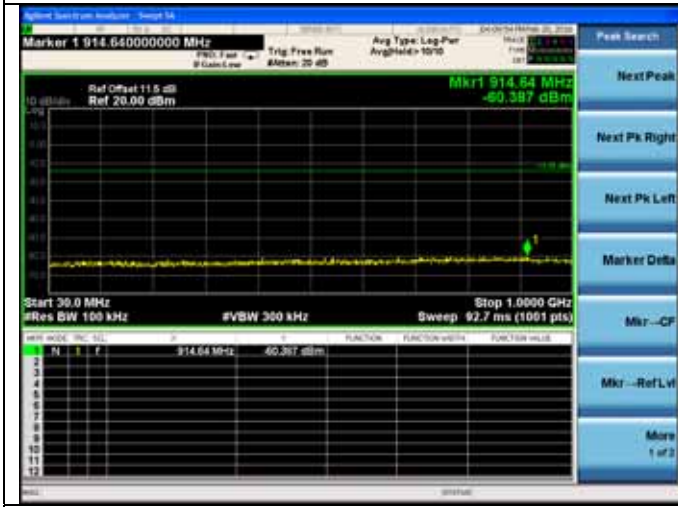 Agilent Spectrum Analyzer - Swept SA
Marker 1 914.640000000 MHz
PNO: Fast
IFGain:Low
Trig: Free Run
#Atten: 20 dB
Avg Type: Log-Pwr
Avg|Hold:>10/10
Peak Search
Mkr1 914.64 MHz
-60.387 dBm
Ref Offset 11.5 dB
10 dB/div Ref 20.00 dBm
Log
1
Start 30.0 MHz
Stop 1.0000 GHz
#Res BW 100 kHz
#VBW 300 kHz
Sweep 92.7 ms (1001 pts)
MKR MODE TRC SCL X Y FUNCTION FUNCTION WIDTH FUNCTION VALUE
1 N 1 f 914.64 MHz -60.387 dBm
2
3
4
5
6
7
8
9
10
11
12
MSG
STATUS
Next Peak
Next Pk Right
Next Pk Left
Marker Delta
Mkr→CF
Mkr→Ref Lvl
More
1 of 2